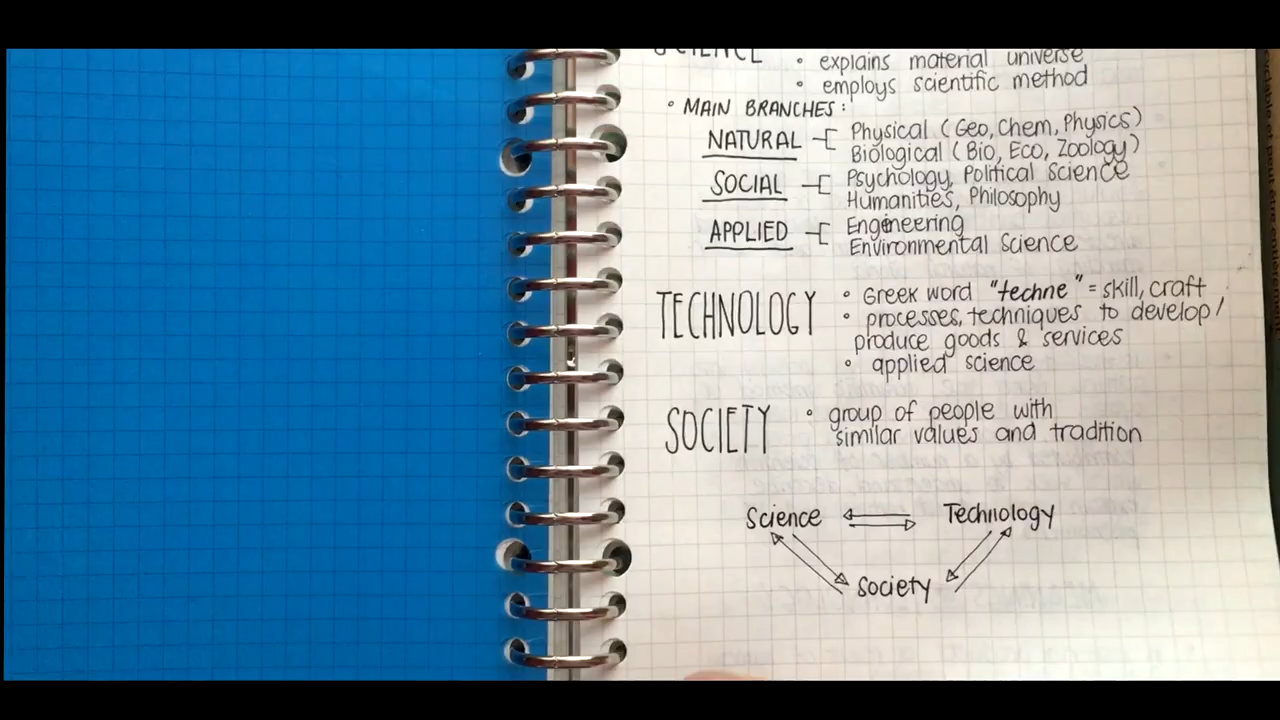 SCIENCE
• explains material universe
• employs scientific method
• MAIN BRANCHES:
NATURAL Physical (Geo, Chem, Physics)
Biological (Bio, Eco, Zoology)
SOCIAL Psychology, Political Science
Humanities, Philosophy
APPLIED Engineering
Environmental Science
TECHNOLOGY • Greek word "techne" = skill, craft
• processes, techniques to develop/
produce goods & services
• applied science
SOCIETY • group of people with
similar values and tradition
Science Technology
Society